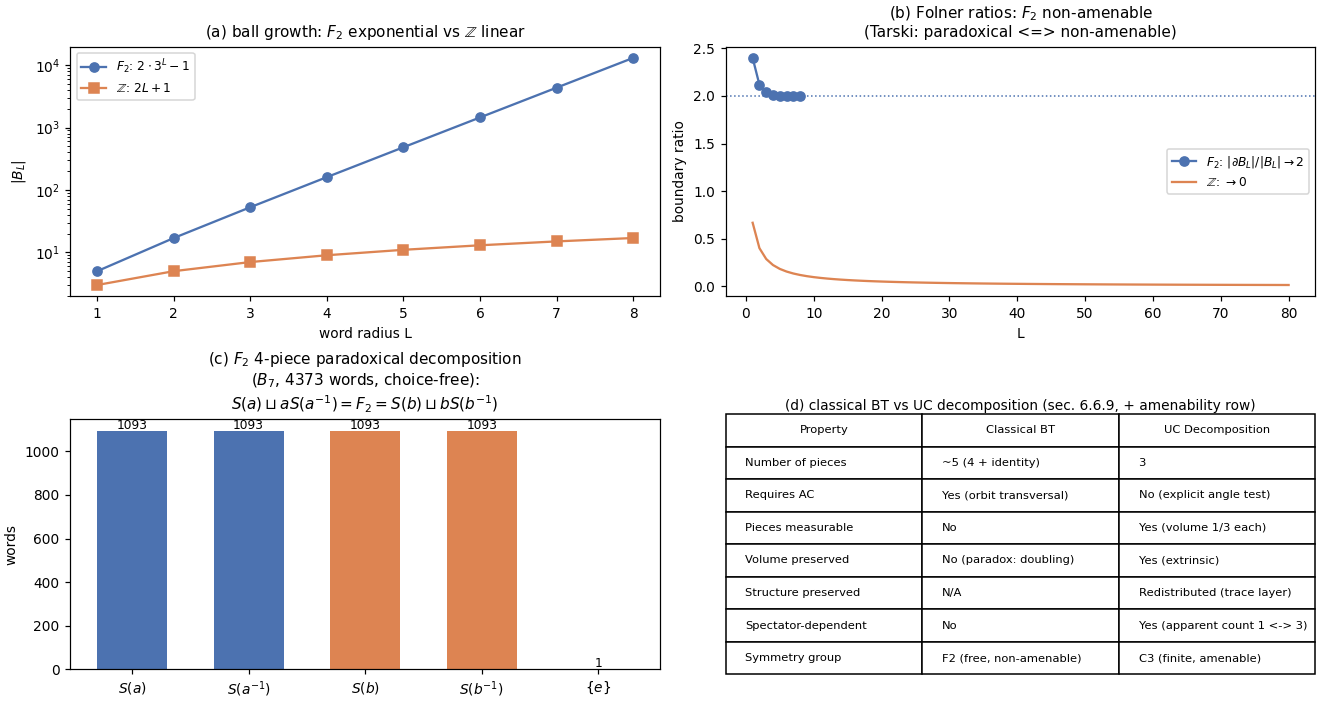 (a) ball growth: F₂ exponential vs ℤ linear
F₂: 2 · 3ᴸ − 1
ℤ: 2L + 1
|B_L|
10⁴
10³
10²
10¹
1 2 3 4 5 6 7 8
word radius L
(b) Folner ratios: F₂ non-amenable
(Tarski: paradoxical <=> non-amenable)
F₂: |∂B_L|/|B_L| → 2
ℤ: → 0
boundary ratio
2.5
2.0
1.5
1.0
0.5
0.0
0 10 20 30 40 50 60 70 80
L
(c) F₂ 4-piece paradoxical decomposition
(B₇, 4373 words, choice-free):
S(a) ⊔ aS(a⁻¹) = F₂ = S(b) ⊔ bS(b⁻¹)
1093 1093 1093 1093 1
words
1000
800
600
400
200
0
S(a) S(a⁻¹) S(b) S(b⁻¹) {e}
(d) classical BT vs UC decomposition (sec. 6.6.9, + amenability row)
Property Classical BT UC Decomposition
Number of pieces ~5 (4 + identity) 3
Requires AC Yes (orbit transversal) No (explicit angle test)
Pieces measurable No Yes (volume 1/3 each)
Volume preserved No (paradox: doubling) Yes (extrinsic)
Structure preserved N/A Redistributed (trace layer)
Spectator-dependent No Yes (apparent count 1 <-> 3)
Symmetry group F2 (free, non-amenable) C3 (finite, amenable)